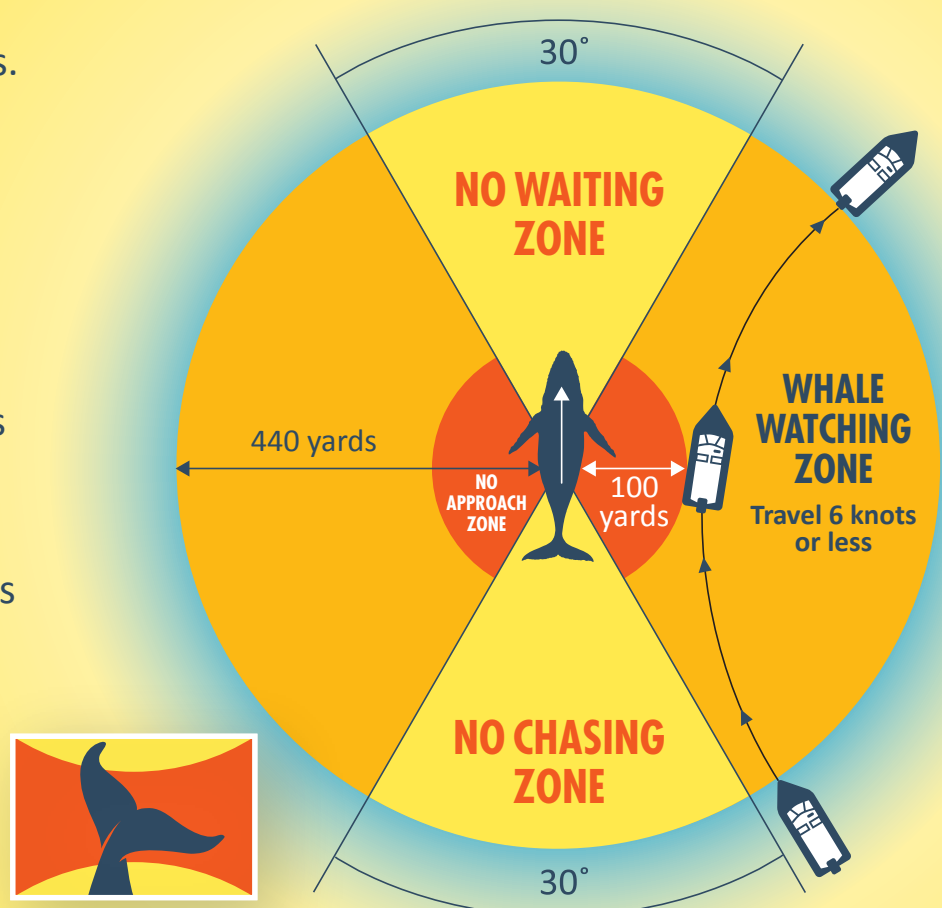 s.
s
s
30°
NO WAITING
ZONE
440 yards
NO
APPROACH
ZONE
100
yards
WHALE
WATCHING
ZONE
Travel 6 knots
or less
NO CHASING
ZONE
30°